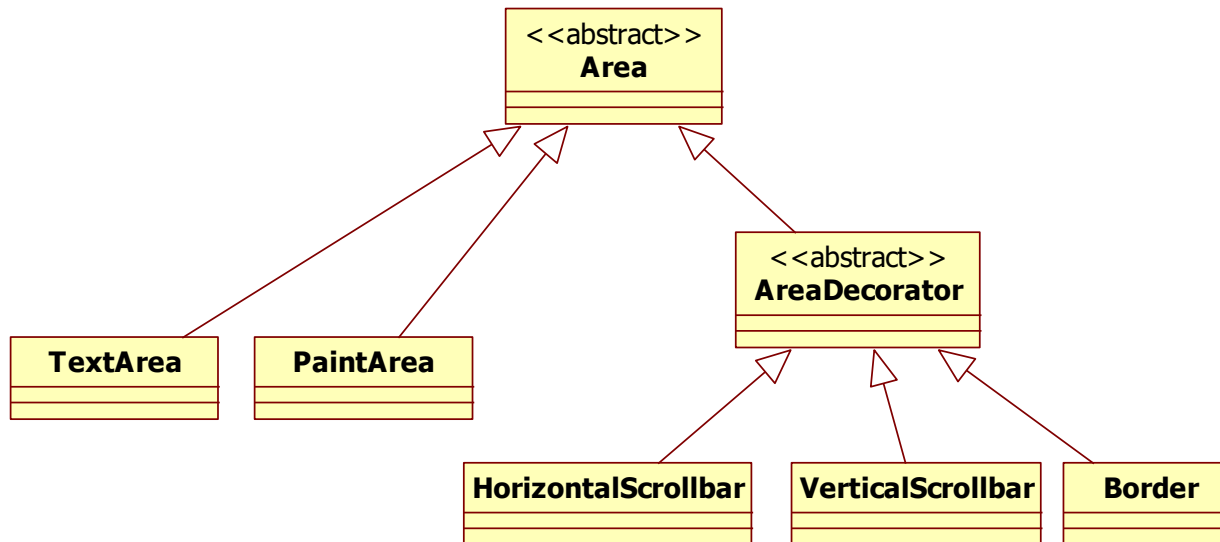 <<abstract>>
Area
<<abstract>>
AreaDecorator
TextArea
PaintArea
HorizontalScrollbar
VerticalScrollbar
Border